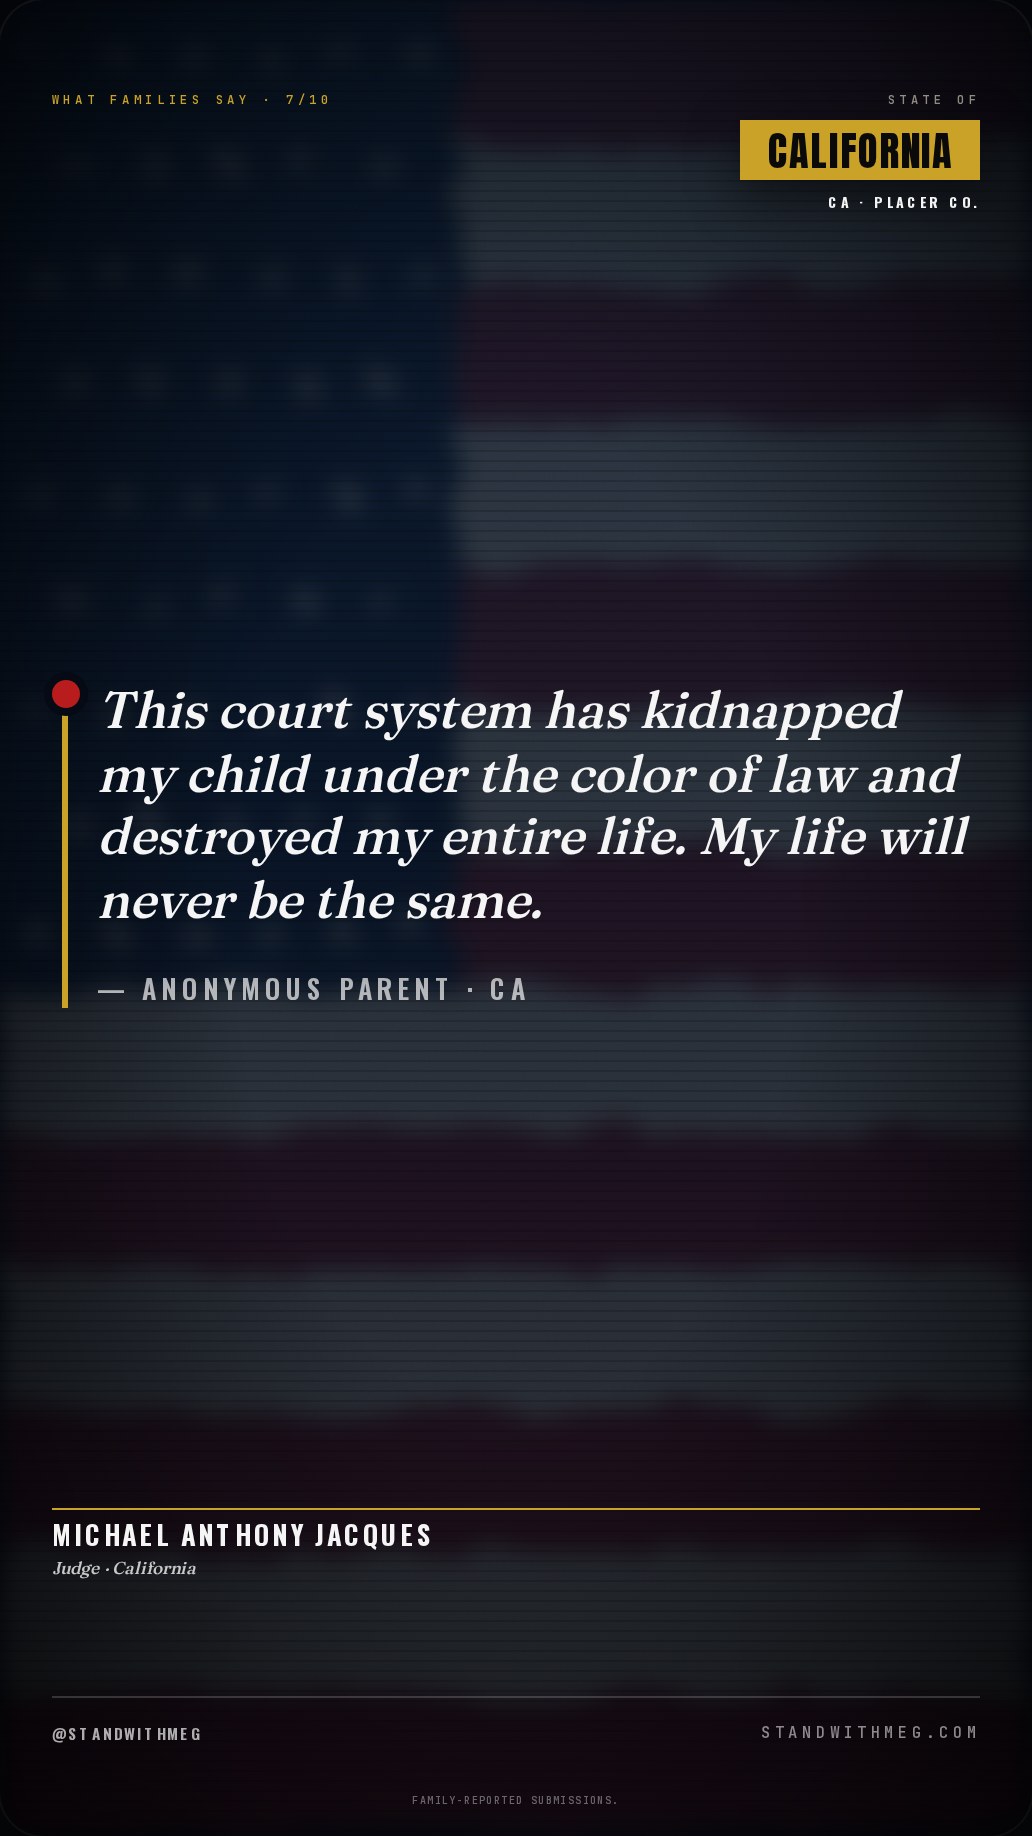 WHAT FAMILIES SAY · 7/10
STATE OF
CALIFORNIA
CA · PLACER CO.
This court system has kidnapped
my child under the color of law and
destroyed my entire life. My life will
never be the same.
— ANONYMOUS PARENT · CA
MICHAEL ANTHONY JACQUES
Judge · California
@STANDWITHMEG
STANDWITHMEG.COM
FAMILY-REPORTED SUBMISSIONS.